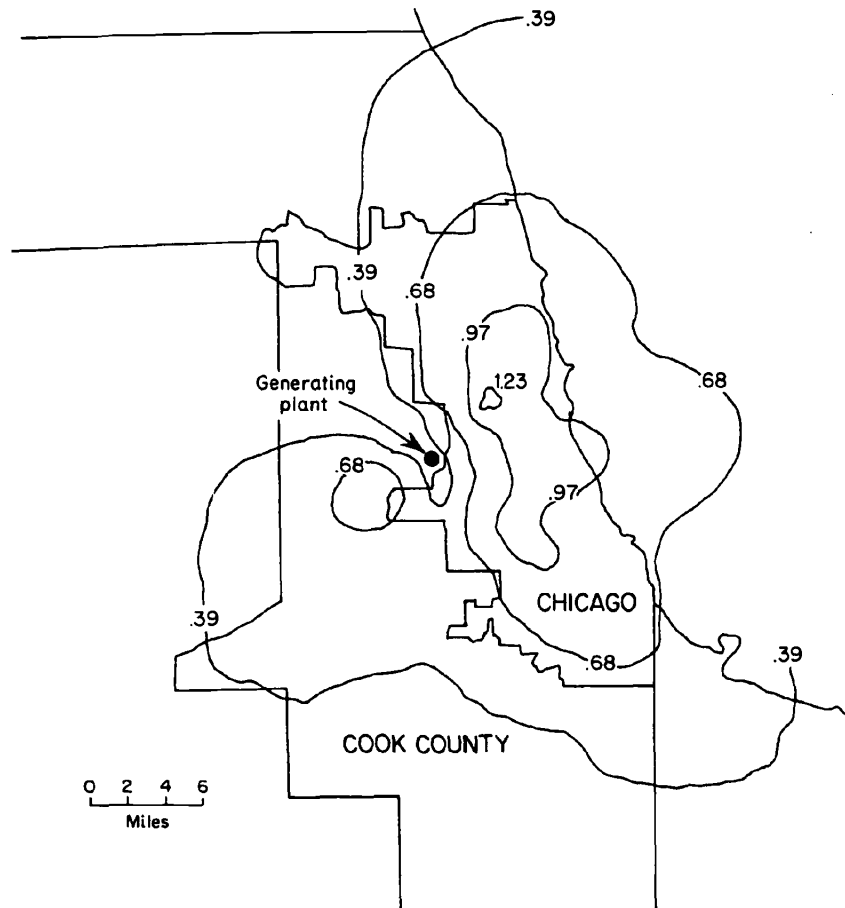 .39
.39
.68
.97
1.23
.68
Generating
plant
.68
.97
CHICAGO
.39
.68
.39
COOK COUNTY
0 2 4 6
Miles